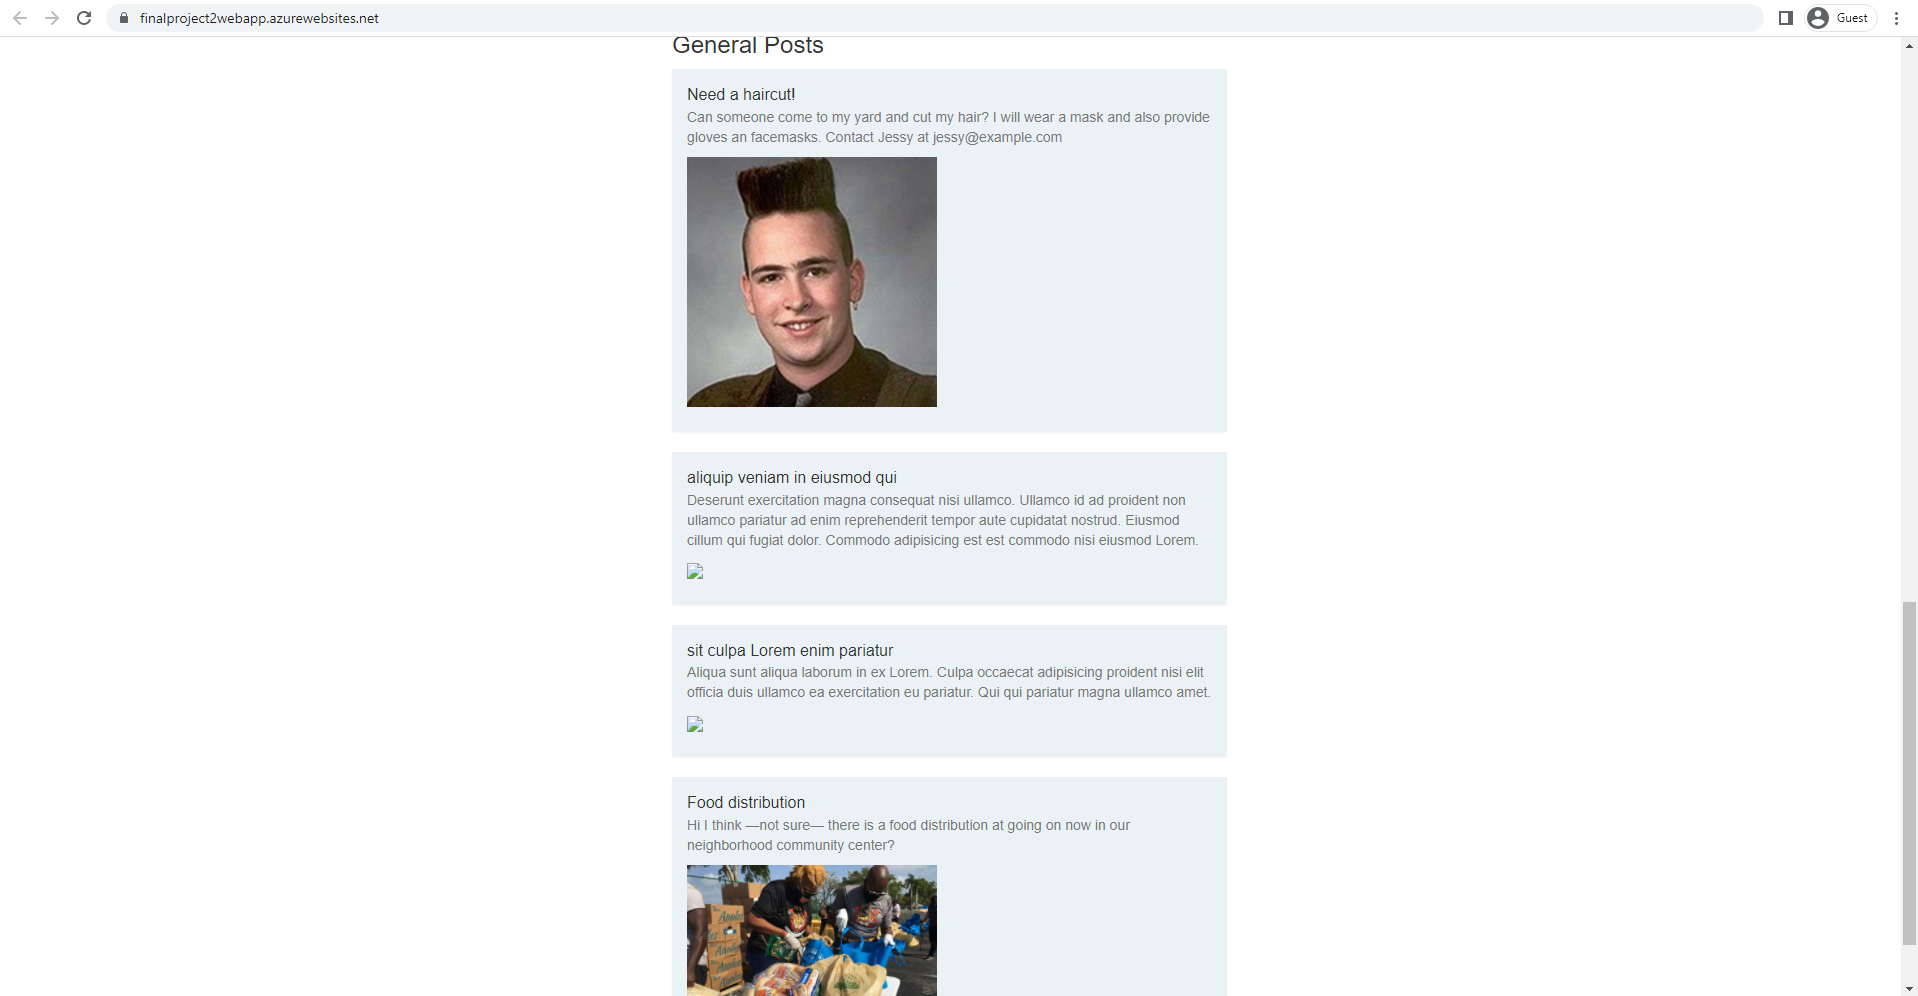 finalproject2webapp.azurewebsites.net
Guest
General Posts
Need a haircut!
Can someone come to my yard and cut my hair? I will wear a mask and also provide
gloves an facemasks. Contact Jessy at jessy@example.com
aliquip veniam in eiusmod qui
Deserunt exercitation magna consequat nisi ullamco. Ullamco id ad proident non
ullamco pariatur ad enim reprehenderit tempor aute cupidatat nostrud. Eiusmod
cillum qui fugiat dolor. Commodo adipisicing est est commodo nisi eiusmod Lorem.
sit culpa Lorem enim pariatur
Aliqua sunt aliqua laborum in ex Lorem. Culpa occaecat adipisicing proident nisi elit
officia duis ullamco ea exercitation eu pariatur. Qui qui pariatur magna ullamco amet.
Food distribution
Hi I think —not sure— there is a food distribution at going on now in our
neighborhood community center?